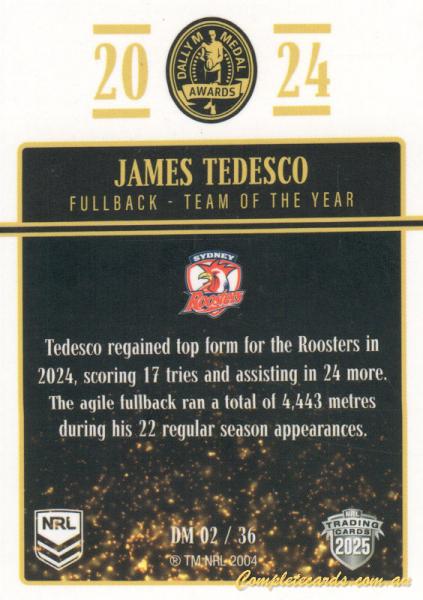 20 24
DALLY M MEDAL
AWARDS
JAMES TEDESCO
FULLBACK - TEAM OF THE YEAR
SYDNEY
ROOSTERS
Tedesco regained top form for the Roosters in
2024, scoring 17 tries and assisting in 24 more.
The agile fullback ran a total of 4,443 metres
during his 22 regular season appearances.
NRL
DM 02 / 36
® TM NRL 2004
NRL
TRADING
CARDS
2025
Completecards.com.au